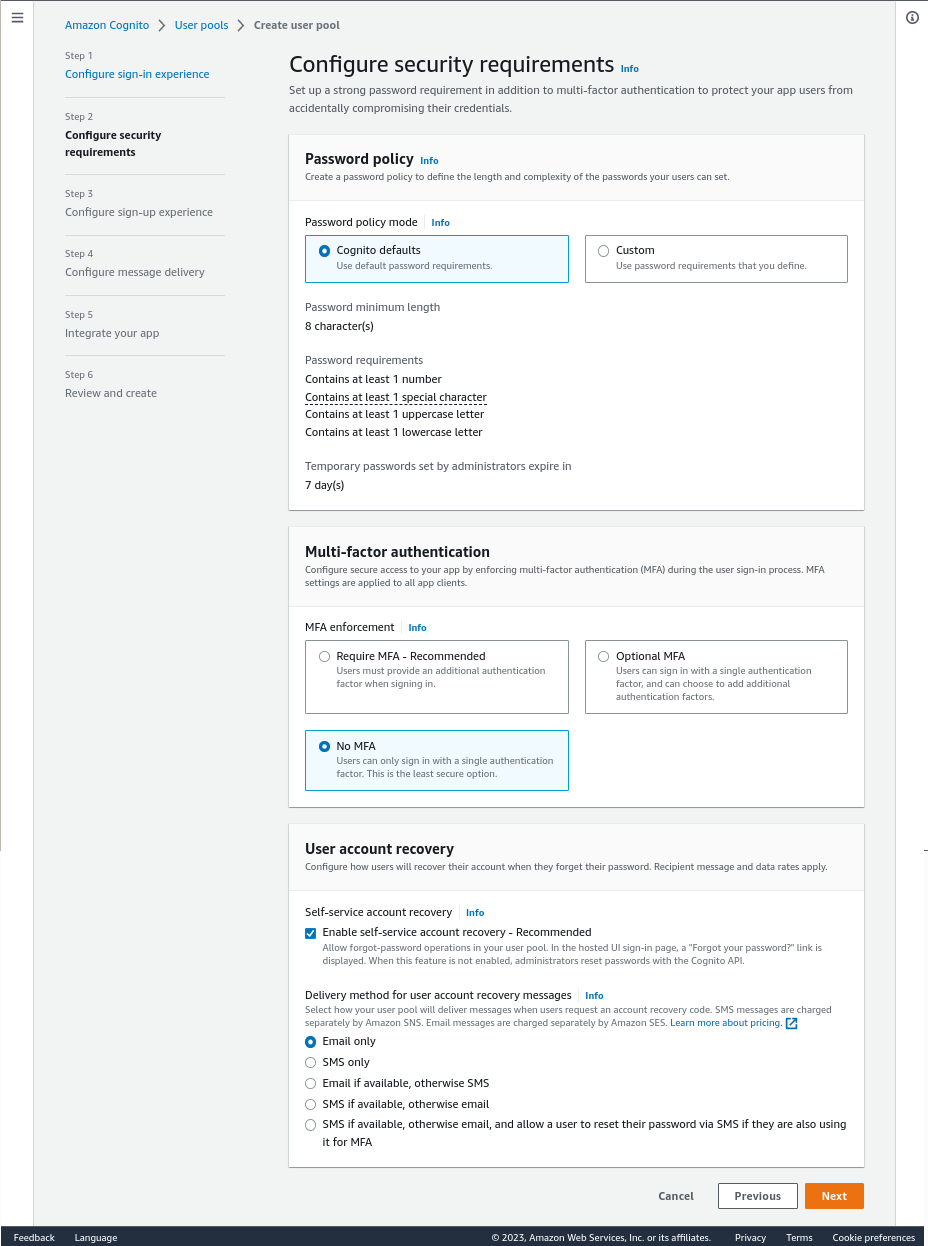 Amazon Cognito
User pools
Create user pool
Step 1
Configure sign-in experience
Step 2
Configure security
requirements
Step 3
Configure sign-up experience
Step 4
Configure message delivery
Step 5
Integrate your app
Step 6
Review and create
Configure security requirements Info
Set up a strong password requirement in addition to multi-factor authentication to protect your app users from
accidentally compromising their credentials.
Password policy Info
Create a password policy to define the length and complexity of the passwords your users can set.
Password policy mode Info
Cognito defaults
Use default password requirements.
Custom
Use password requirements that you define.
Password minimum length
8 character(s)
Password requirements
Contains at least 1 number
Contains at least 1 special character
Contains at least 1 uppercase letter
Contains at least 1 lowercase letter
Temporary passwords set by administrators expire in
7 day(s)
Multi-factor authentication
Configure secure access to your app by enforcing multi-factor authentication (MFA) during the user sign-in process. MFA
settings are applied to all app clients.
MFA enforcement Info
Require MFA - Recommended
Users must provide an additional authentication
factor when signing in.
Optional MFA
Users can sign in with a single authentication
factor, and can choose to add additional
authentication factors.
No MFA
Users can only sign in with a single authentication
factor. This is the least secure option.
User account recovery
Configure how users will recover their account when they forget their password. Recipient message and data rates apply.
Self-service account recovery Info
Enable self-service account recovery - Recommended
Allow forgot-password operations in your user pool. In the hosted UI sign-in page, a "Forgot your password?" link is
displayed. When this feature is not enabled, administrators reset passwords with the Cognito API.
Delivery method for user account recovery messages Info
Select how your user pool will deliver messages when users request an account recovery code. SMS messages are charged
separately by Amazon SNS. Email messages are charged separately by Amazon SES. Learn more about pricing.
Email only
SMS only
Email if available, otherwise SMS
SMS if available, otherwise email
SMS if available, otherwise email, and allow a user to reset their password via SMS if they are also using
it for MFA
Cancel
Previous
Next
Feedback
Language
© 2023, Amazon Web Services, Inc. or its affiliates.
Privacy
Terms
Cookie preferences